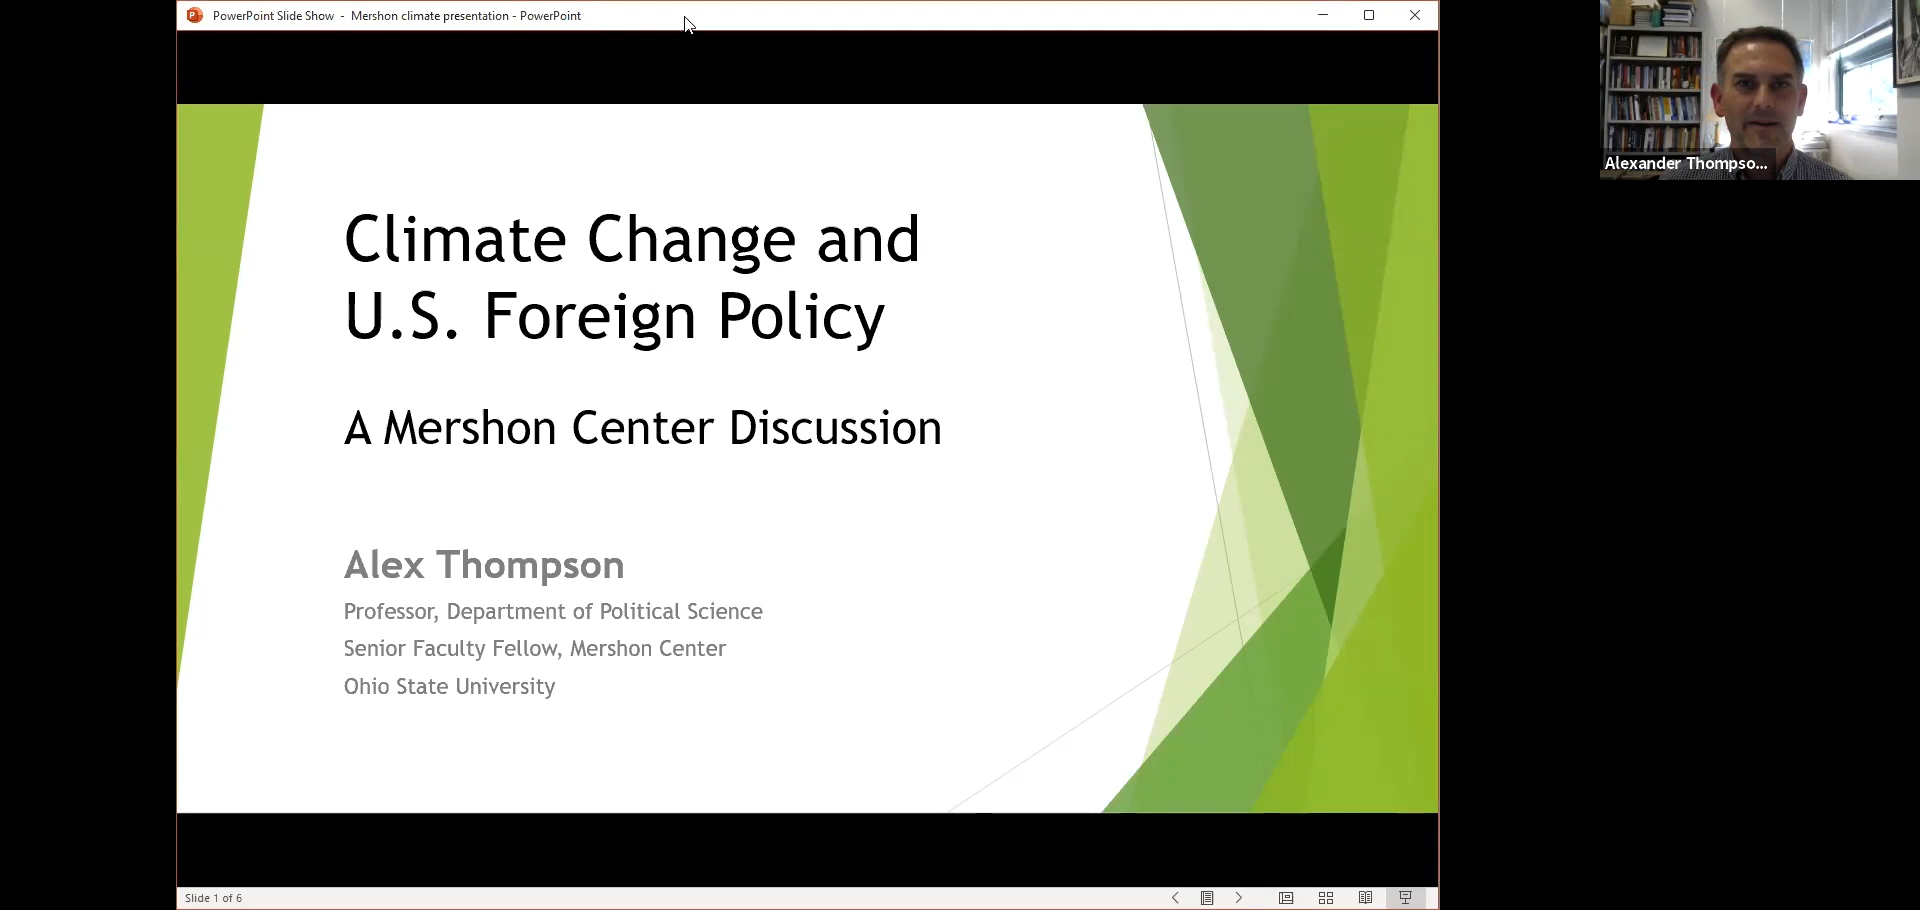 PowerPoint Slide Show - Mershon climate presentation - PowerPoint
Climate Change and
U.S. Foreign Policy
A Mershon Center Discussion
Alex Thompson
Professor, Department of Political Science
Senior Faculty Fellow, Mershon Center
Ohio State University
Slide 1 of 6
Alexander Thompso...